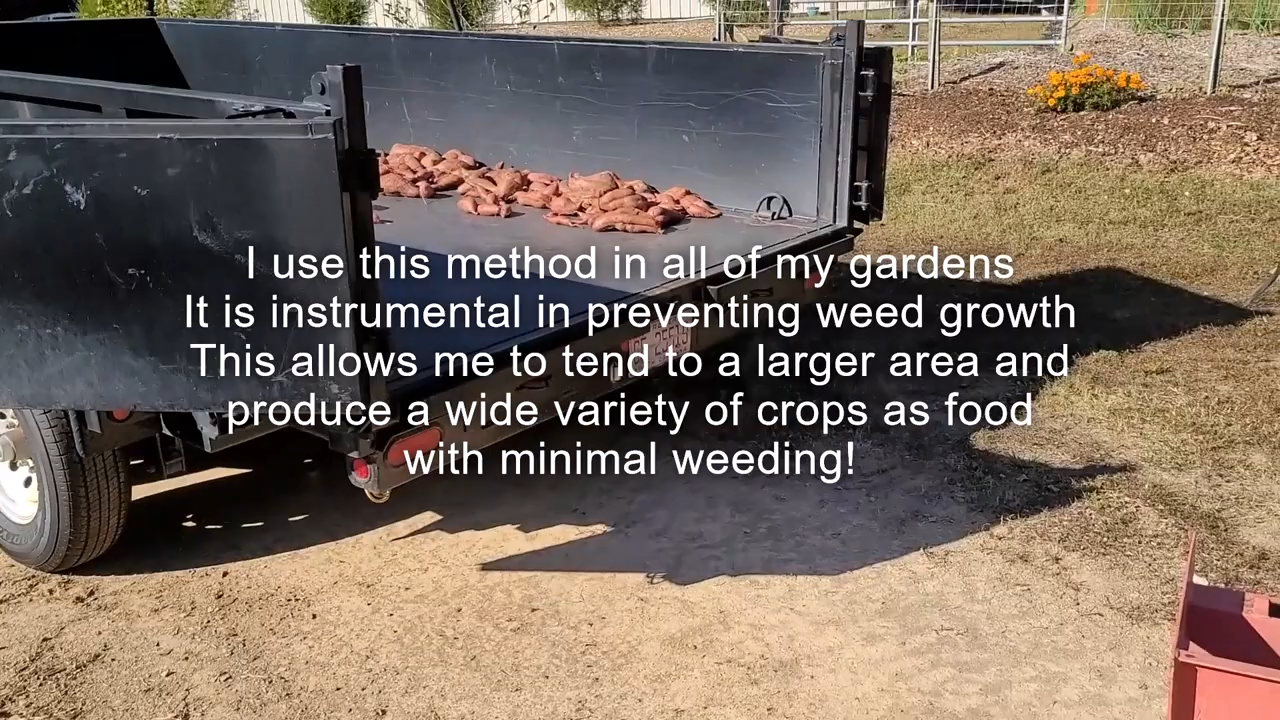 I use this method in all of my gardens
It is instrumental in preventing weed growth
This allows me to tend to a larger area and
produce a wide variety of crops as food
with minimal weeding!